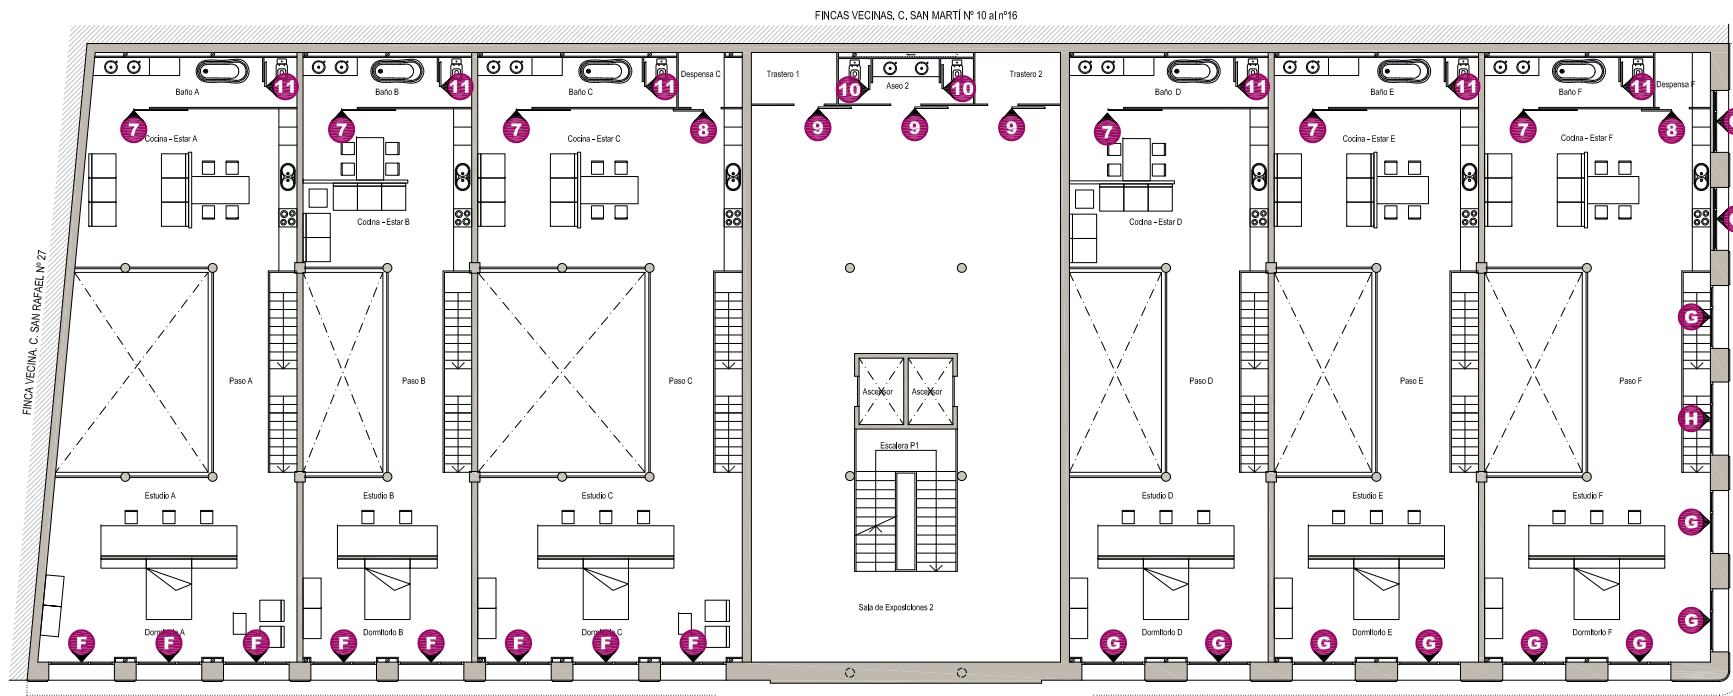 FINCAS VECINAS, C. SAN MARTÍ Nº 10 al nº16
Trastero 1
Trastero 2
Despensa C
Despensa F
Baño A
11
Baño B
11
Baño C
11
10
Aseo 2
10
Baño D
11
Baño E
11
Baño F
11
7
7
7
8
9
9
9
7
7
7
8
Cocina - Estar A
Cocina - Estar C
Cocina - Estar E
Cocina - Estar F
Cocina - Estar B
Cocina - Estar D
FINCA VECINA. C. SAN RAFAEL Nº 27
G
Paso A
Paso B
Paso C
Ascensor
Ascensor
Paso D
Paso E
Paso F
H
Escalera P1
Estudio A
Estudio B
Estudio C
Estudio D
Estudio E
Estudio F
G
Sala de Exposiciones 2
G
Dormitorio A
Dormitorio B
Dormitorio C
Dormitorio D
Dormitorio E
Dormitorio F
F
F
F
F
F
F
F
F
G
G
G
G
G
G